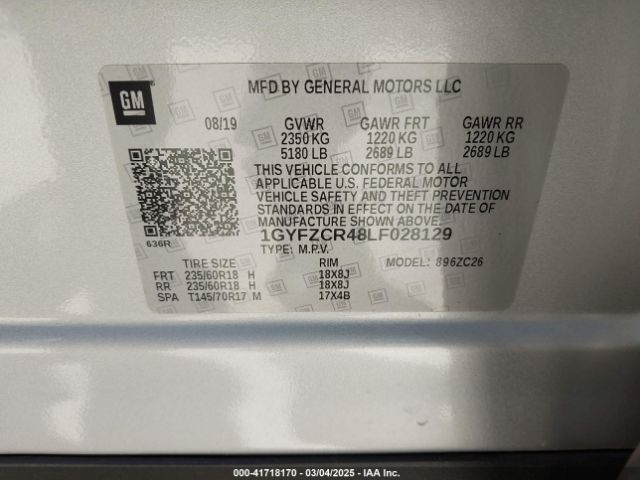 GM
MFD BY GENERAL MOTORS LLC
08/19 GVWR GAWR FRT GAWR RR
2350 KG 1220 KG 1220 KG
5180 LB 2689 LB 2689 LB
THIS VEHICLE CONFORMS TO ALL
APPLICABLE U.S. FEDERAL MOTOR
VEHICLE SAFETY AND THEFT PREVENTION
STANDARDS IN EFFECT ON THE DATE OF
MANUFACTURE SHOWN ABOVE.
1GYFZCR48LF028129
636R
TYPE: M.P.V.
TIRE SIZE RIM MODEL: 896ZC26
FRT 235/60R18 H 18X8J
RR 235/60R18 H 18X8J
SPA T145/70R17 M 17X4B
000-41718170 — 03/04/2025 — IAA Inc.